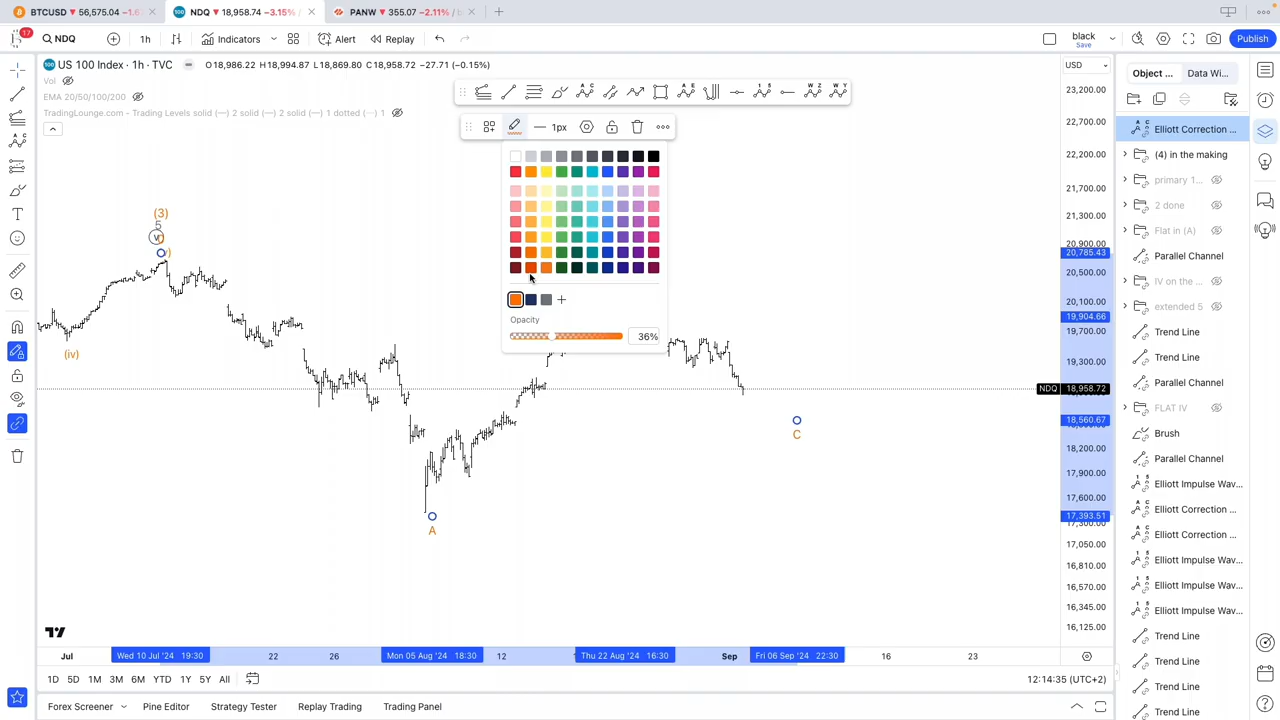 BTCUSD ▼ 56,575.04 −1.6
NDQ ▼ 18,958.74 −3.15%
PANW ▼ 355.07 −2.11% / b
17
NDQ
1h
Indicators
Alert
Replay
black
Save
Publish
US 100 Index · 1h · TVC
O18,986.22 H18,994.87 L18,869.80 C18,958.72 −27.71 (−0.15%)
Vol
EMA 20/50/100/200
TradingLounge.com – Trading Levels solid (—) 2 solid (—) 2 solid (—) 1 dotted (—) 1
1px
Opacity
36%
(3)
5
(iv)
A
C
USD
23,200.00
22,700.00
22,200.00
21,700.00
21,300.00
20,900.00
20,785.43
20,500.00
20,100.00
19,904.66
19,700.00
19,300.00
NDQ 18,958.72
18,560.67
18,200.00
17,900.00
17,600.00
17,393.51
17,300.00
17,050.00
16,810.00
16,570.00
16,345.00
16,125.00
Object ...
Data Wi...
Elliott Correction ...
(4) in the making
primary 1...
2 done
Flat in (A)
Parallel Channel
IV on the ...
extended 5
Trend Line
Trend Line
Parallel Channel
FLAT IV
Brush
Parallel Channel
Elliott Impulse Wav...
Elliott Correction ...
Elliott Correction ...
Elliott Impulse Wav...
Elliott Impulse Wav...
Elliott Impulse Wav...
Trend Line
Trend Line
Trend Line
Trend Line
Jul
Wed 10 Jul '24 19:30
22
26
Mon 05 Aug '24 18:30
12
Thu 22 Aug '24 16:30
Sep
Fri 06 Sep '24 22:30
16
23
1D 5D 1M 3M 6M YTD 1Y 5Y All
12:14:35 (UTC+2)
Forex Screener
Pine Editor
Strategy Tester
Replay Trading
Trading Panel